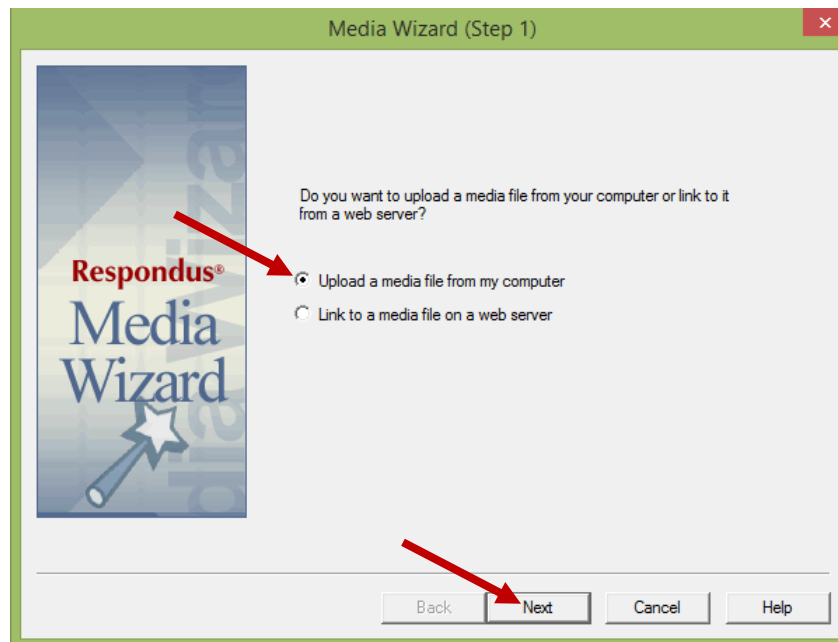 Media Wizard (Step 1)
Do you want to upload a media file from your computer or link to it
from a web server?
Upload a media file from my computer
Link to a media file on a web server
Respondus®
Media
Wizard
Back
Next
Cancel
Help